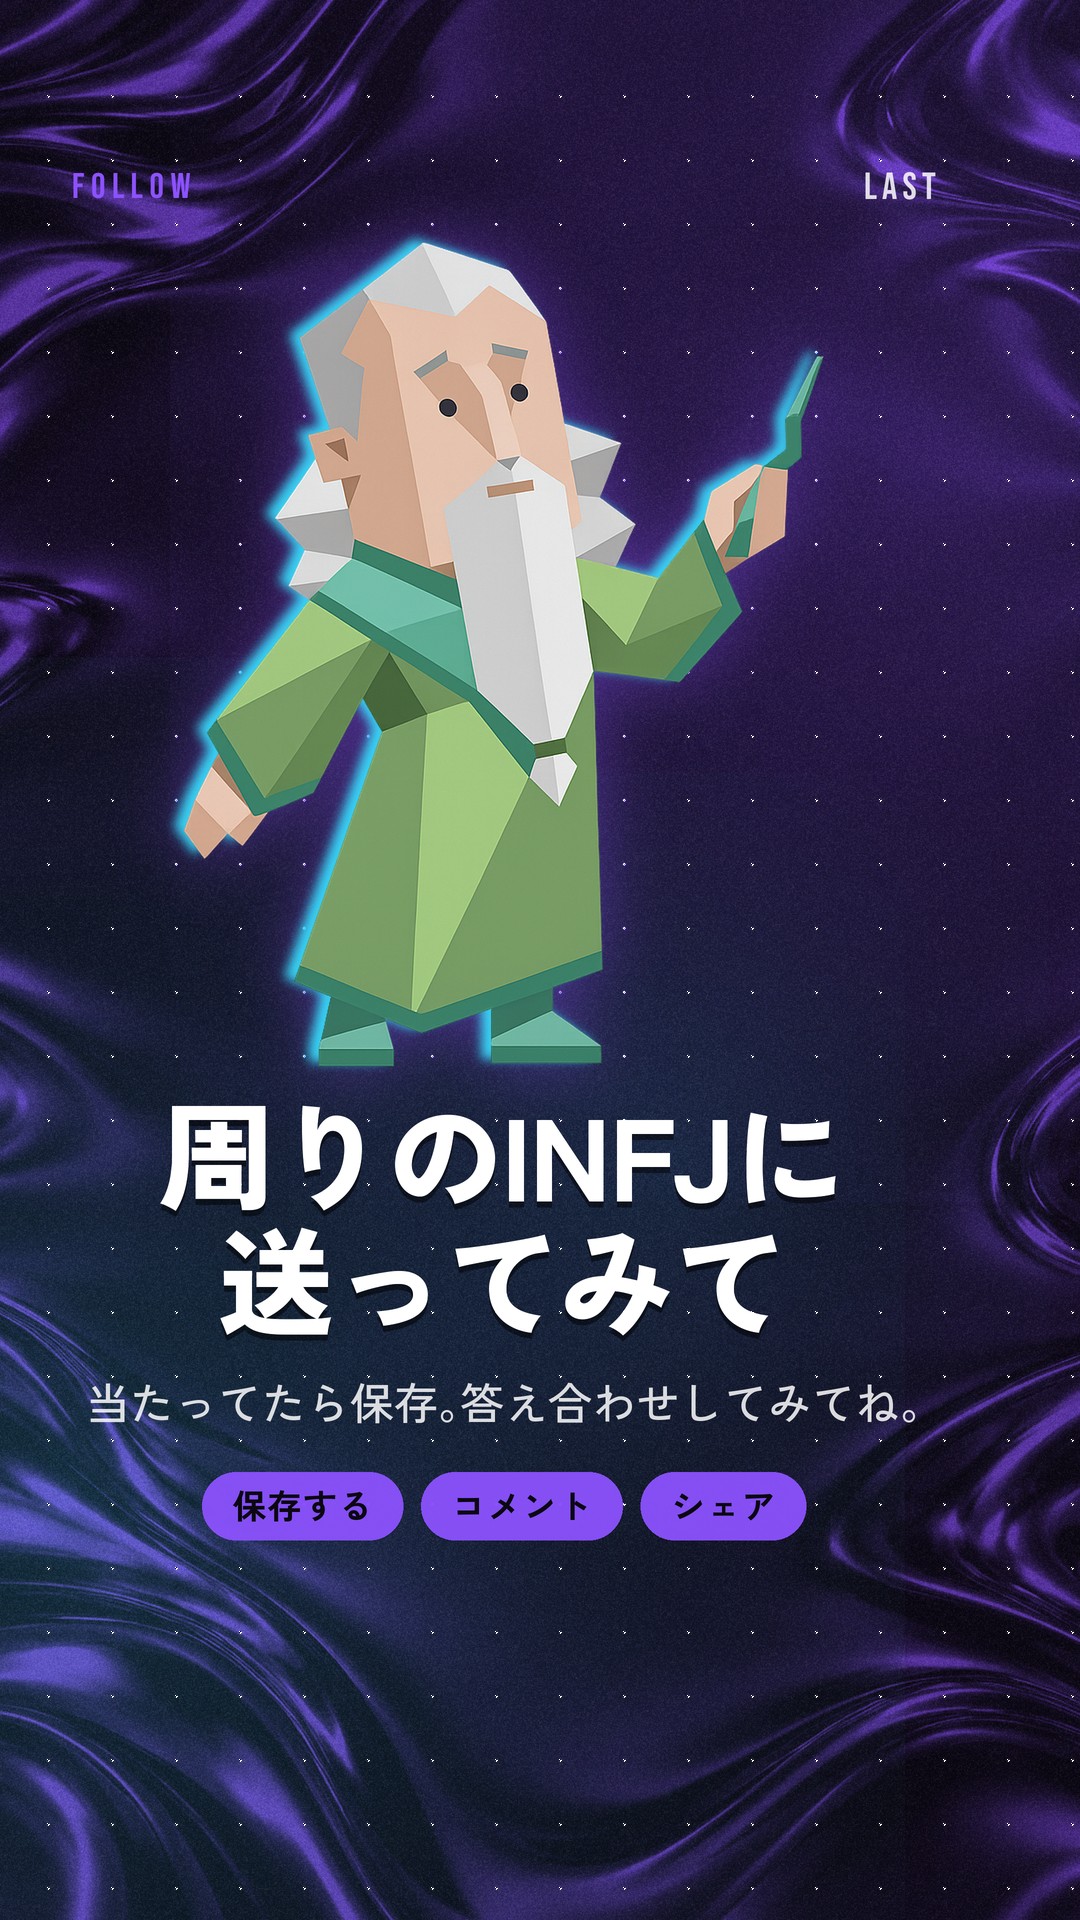 FOLLOW
LAST
周りのINFJに
送ってみて
当たってたら保存。答え合わせしてみてね。
保存する
コメント
シェア